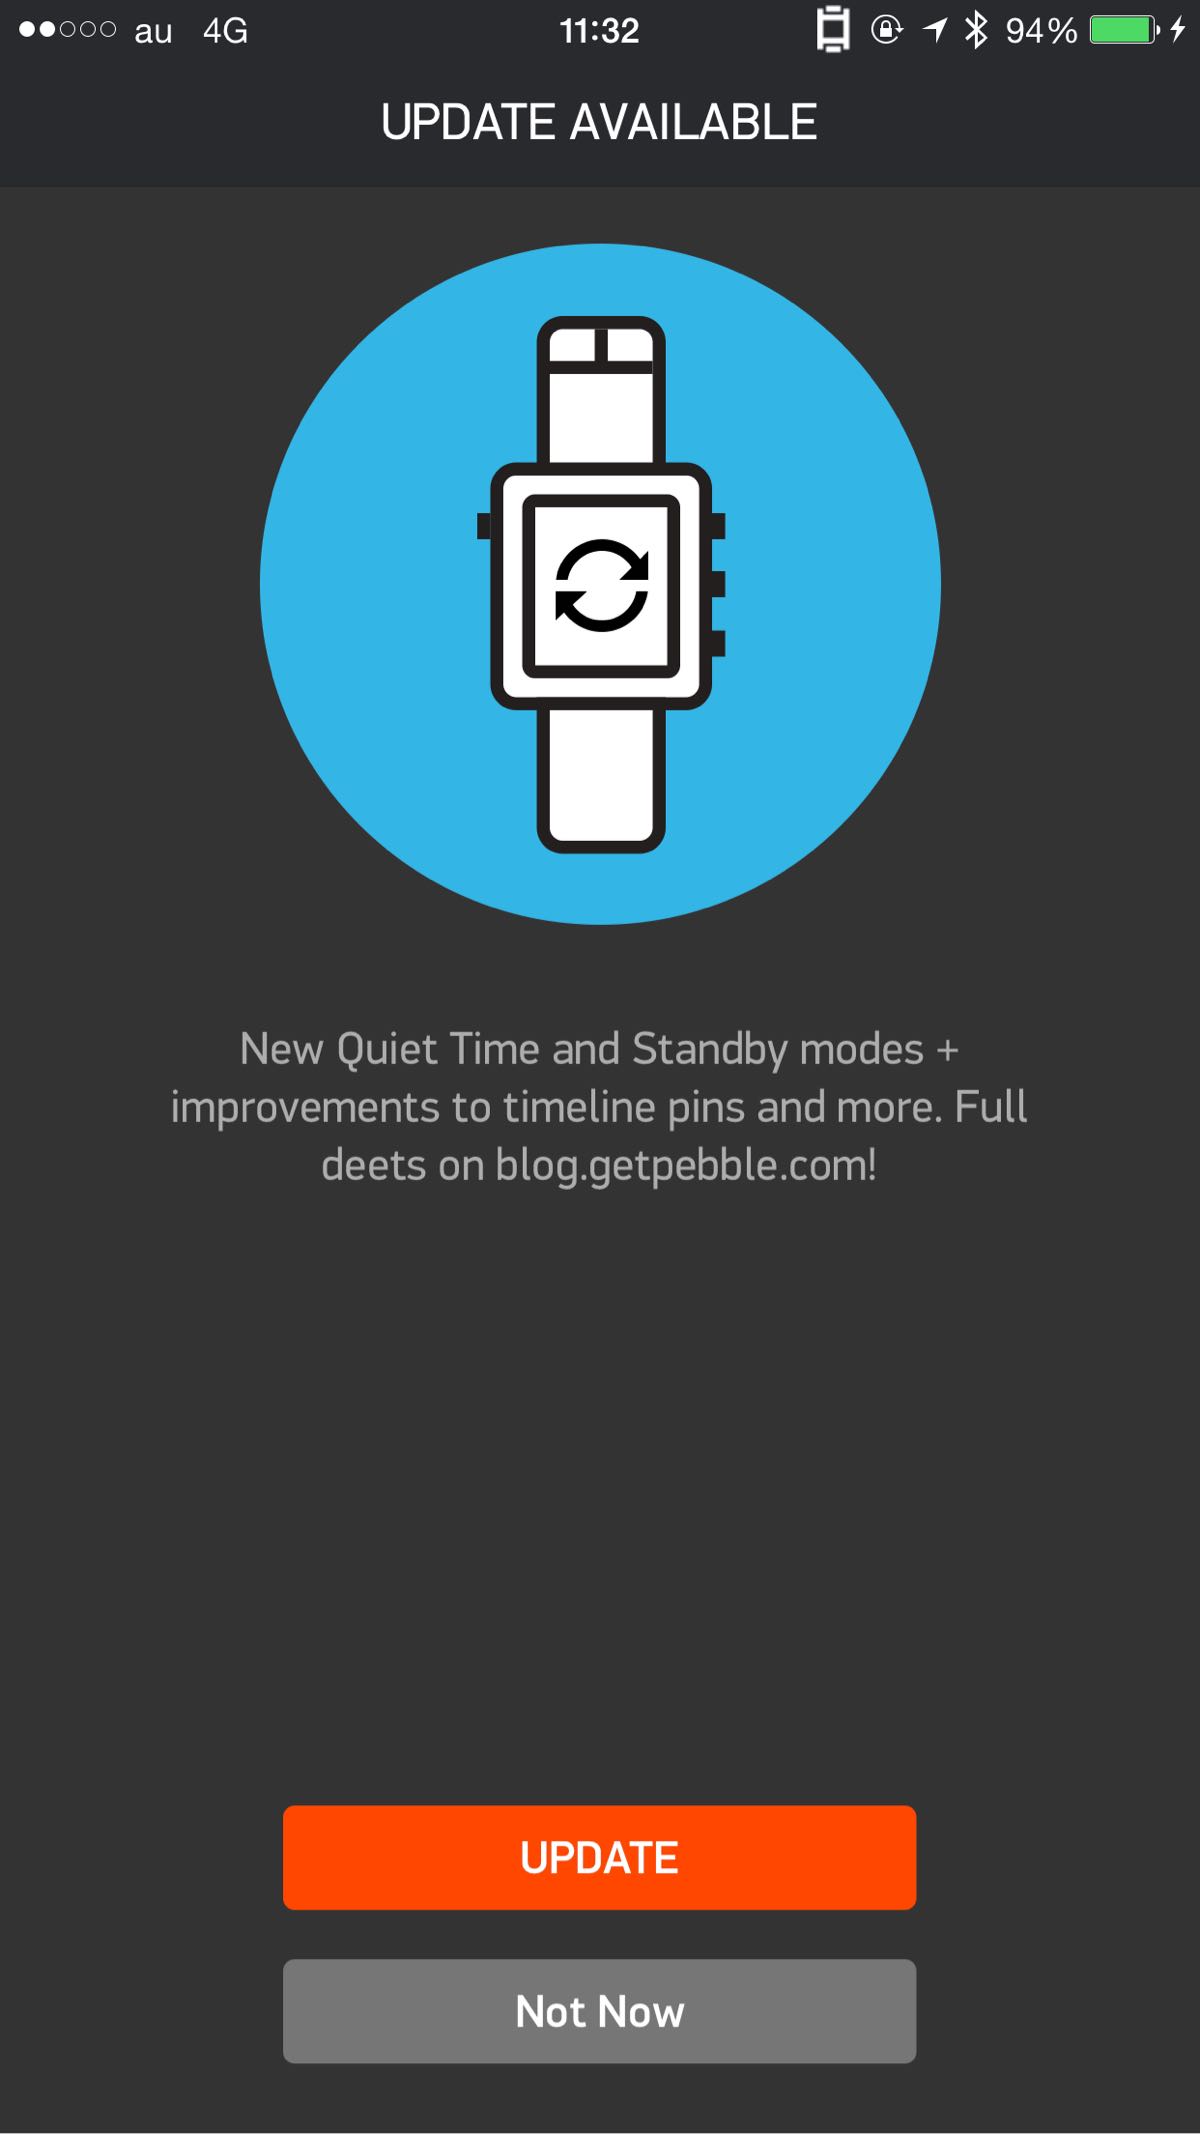 au 4G 11:32 94%
UPDATE AVAILABLE
New Quiet Time and Standby modes +
improvements to timeline pins and more. Full
deets on blog.getpebble.com!
UPDATE
Not Now